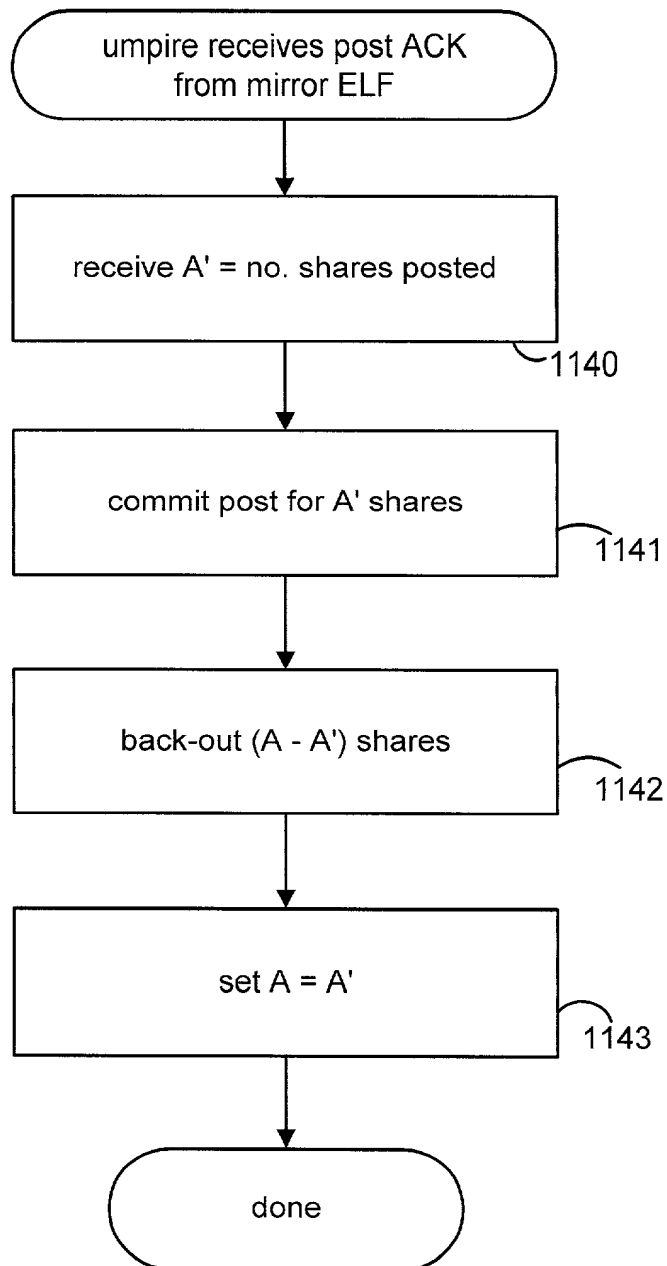 umpire receives post ACK
from mirror ELF
receive A' = no. shares posted
1140
commit post for A' shares
1141
back-out (A - A') shares
1142
set A = A'
1143
done